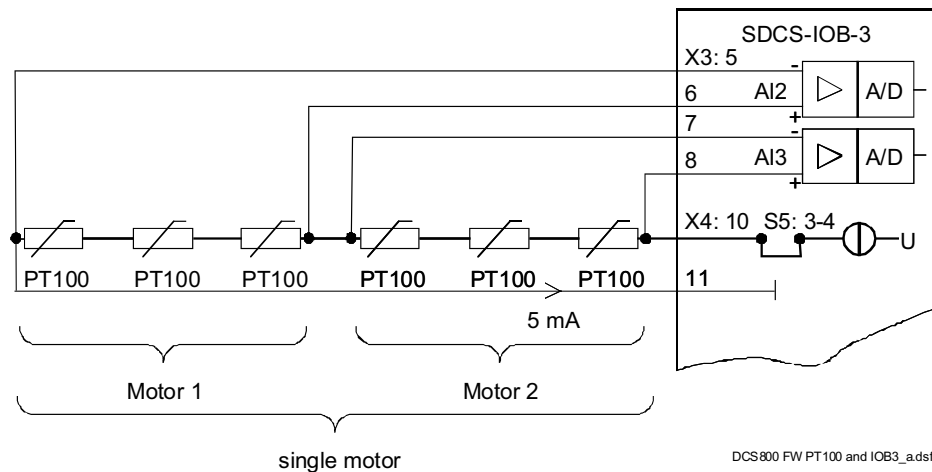 SDCS-IOB-3
X3: 5
-
6 AI2 A/D
+
7
-
8 AI3 A/D
+
X4: 10 S5: 3-4
U
PT100 PT100 PT100 PT100 PT100 PT100 11
5 mA
Motor 1 Motor 2
single motor
DCS800 FW PT100 and IOB3_a.dsf